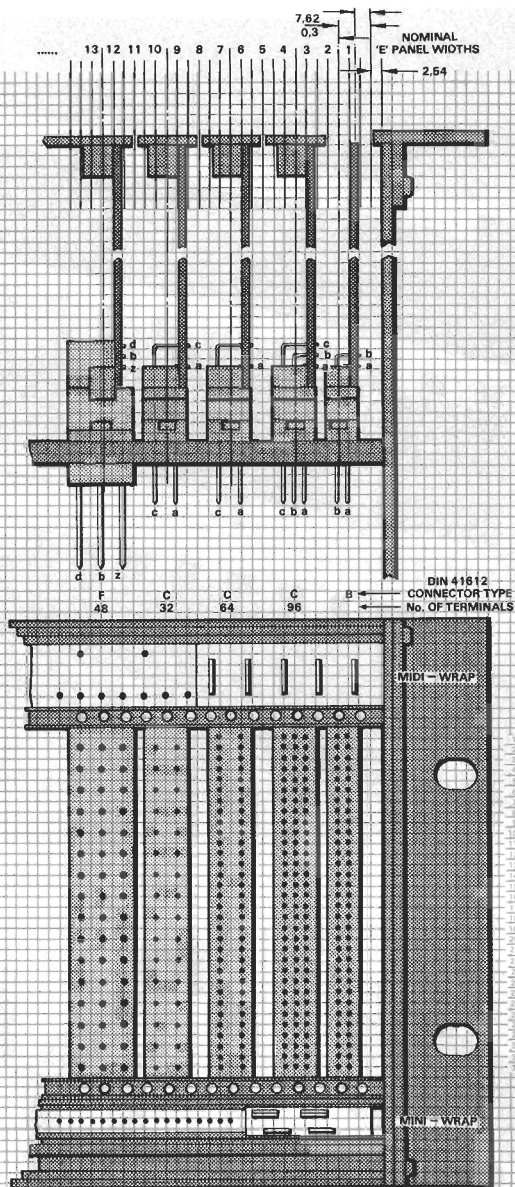 7,62
0,3
NOMINAL
'E' PANEL WIDTHS
...... 13 12 11 10 9 8 7 6 5 4 3 2 1
2,54
d c c
b b b
z a a a a
c a c a c b a b a
d b z
DIN 41612
F C C C B CONNECTOR TYPE
48 32 64 96 No. OF TERMINALS
MIDI – WRAP
MINI – WRAP